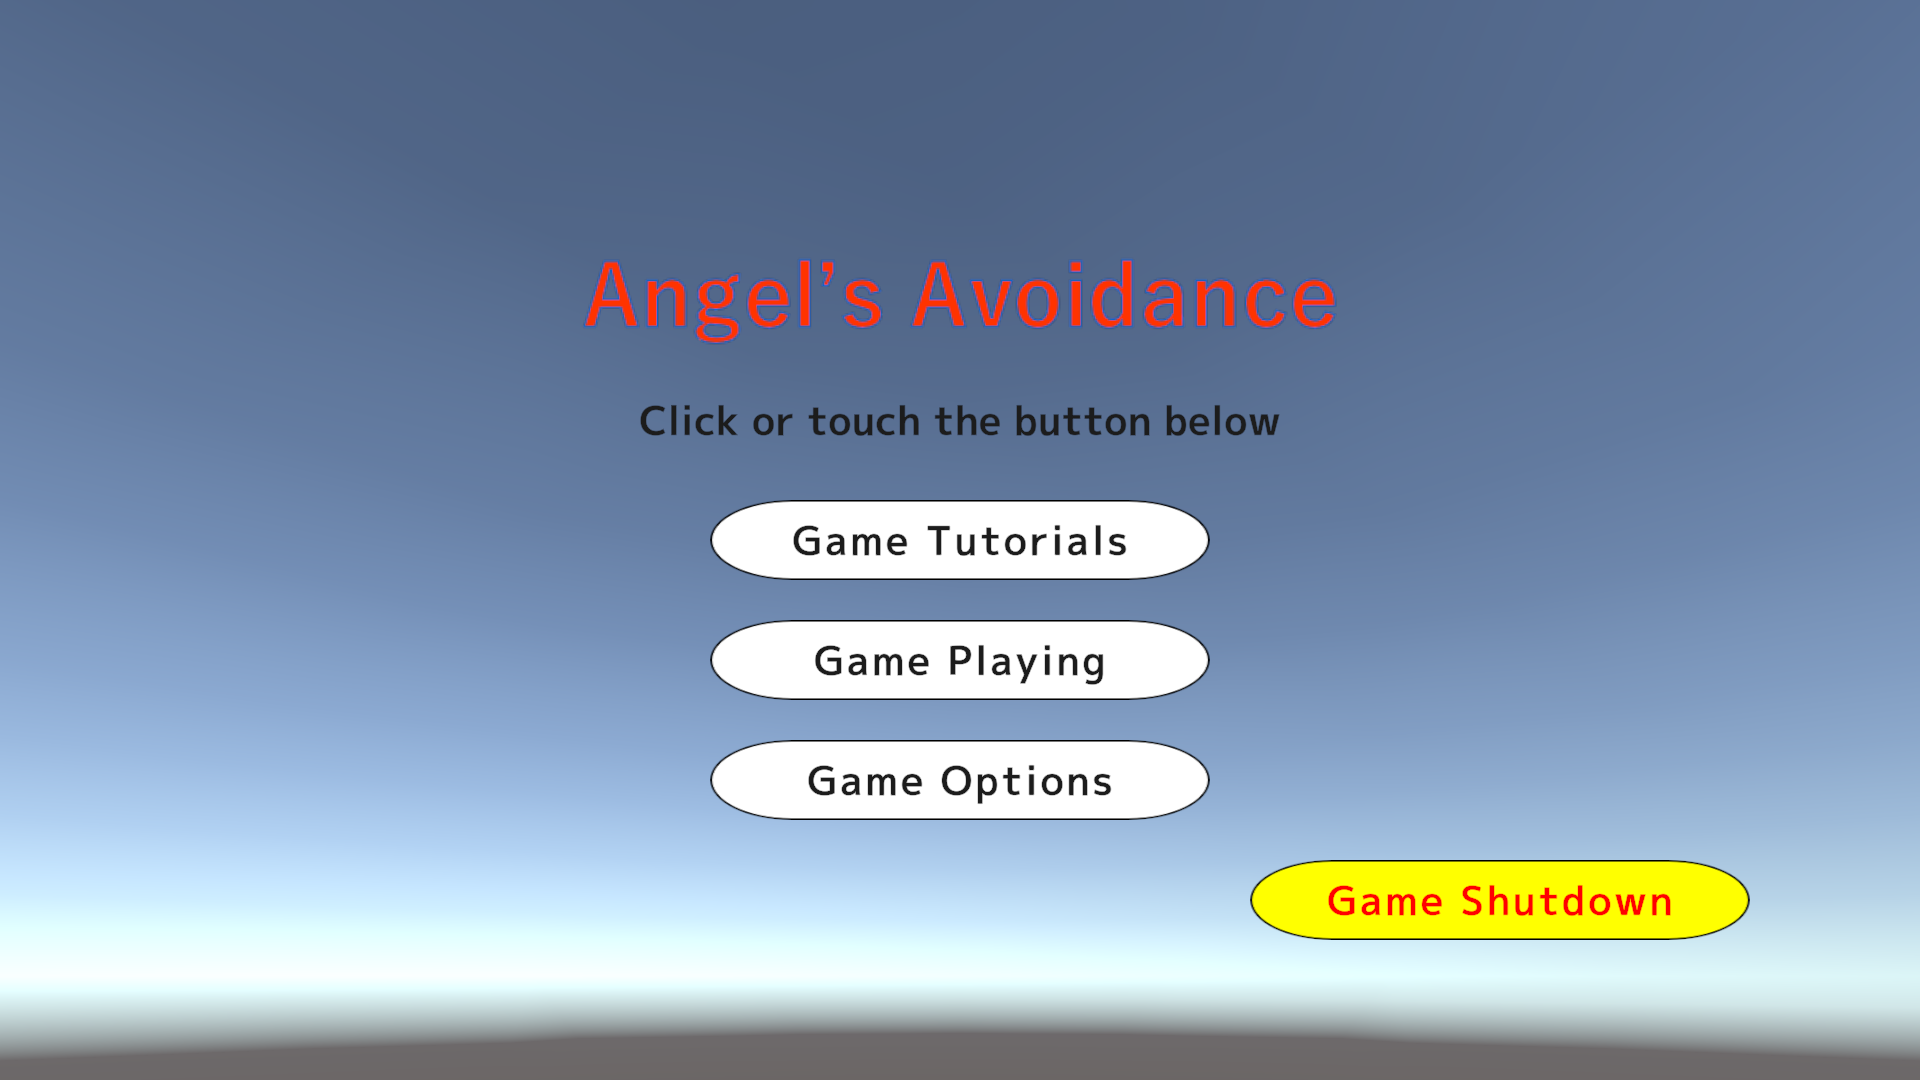 Angel’s Avoidance
Click or touch the button below
Game Tutorials
Game Playing
Game Options
Game Shutdown